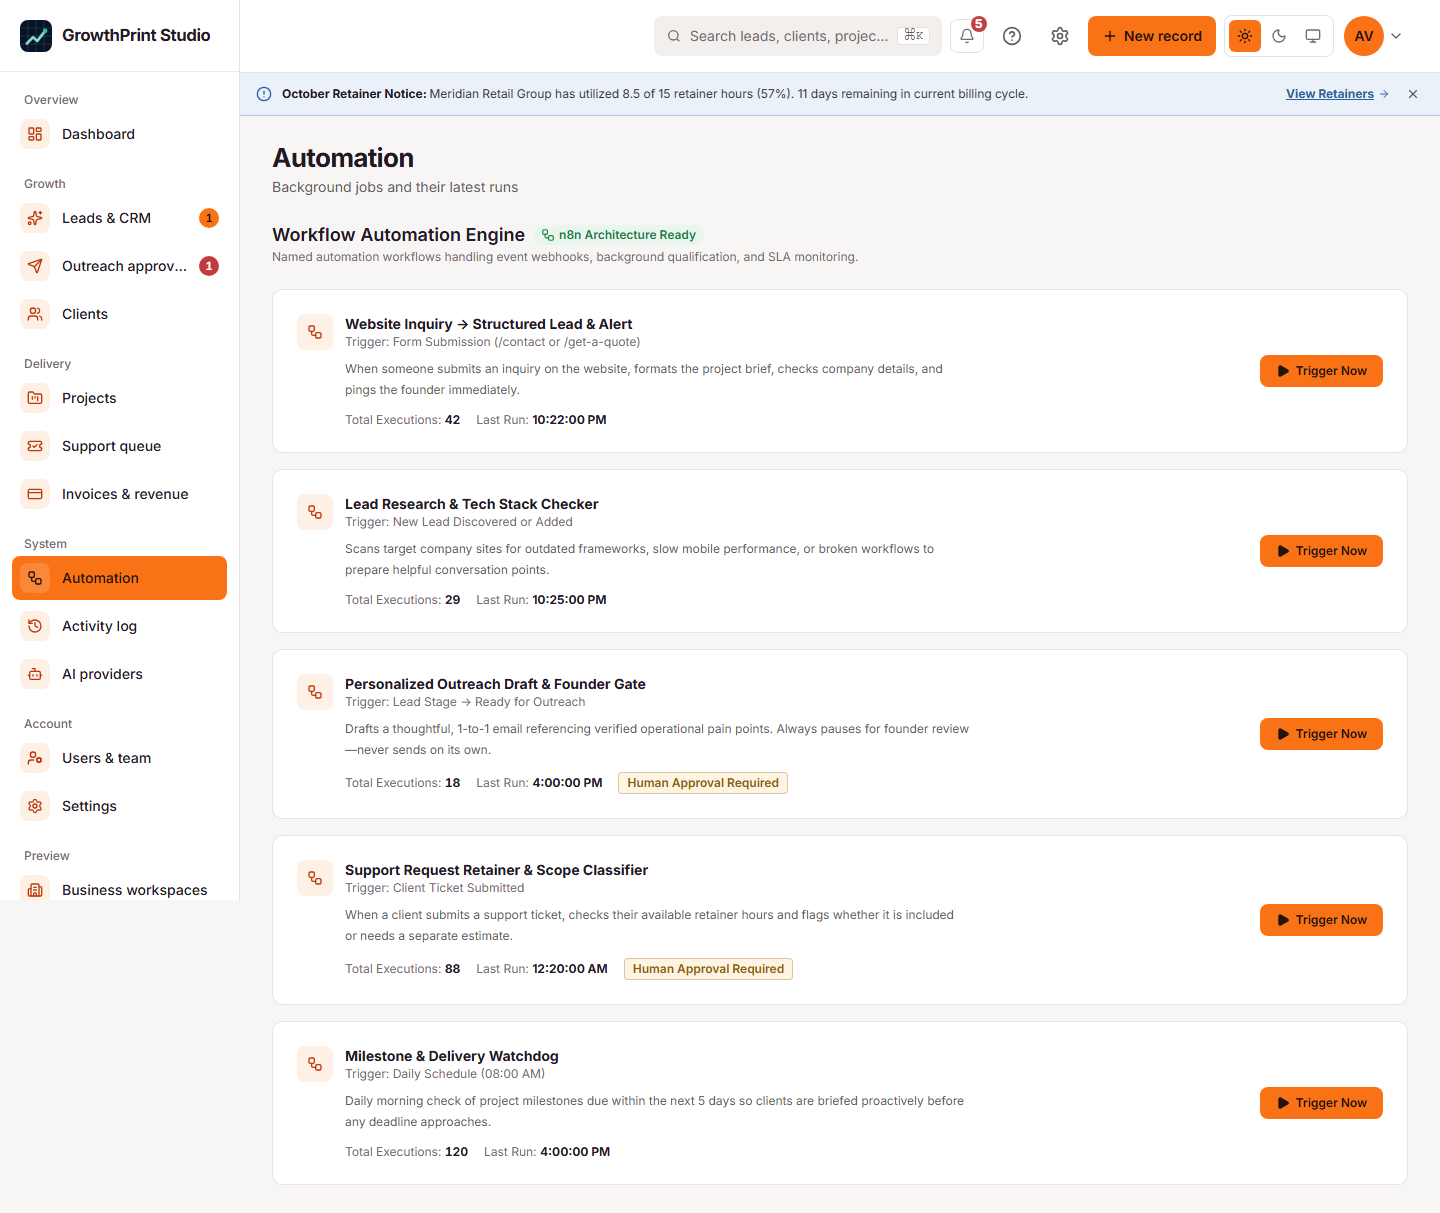 GrowthPrint Studio
Search leads, clients, projec...
⌘K
5
New record
AV
October Retainer Notice: Meridian Retail Group has utilized 8.5 of 15 retainer hours (57%). 11 days remaining in current billing cycle.
View Retainers →
Overview
Dashboard
Growth
Leads & CRM 1
Outreach approv... 1
Clients
Delivery
Projects
Support queue
Invoices & revenue
System
Automation
Activity log
AI providers
Account
Users & team
Settings
Preview
Business workspaces
Automation
Background jobs and their latest runs
Workflow Automation Engine
n8n Architecture Ready
Named automation workflows handling event webhooks, background qualification, and SLA monitoring.
Website Inquiry → Structured Lead & Alert
Trigger: Form Submission (/contact or /get-a-quote)
When someone submits an inquiry on the website, formats the project brief, checks company details, and
pings the founder immediately.
Total Executions: 42 Last Run: 10:22:00 PM
Trigger Now
Lead Research & Tech Stack Checker
Trigger: New Lead Discovered or Added
Scans target company sites for outdated frameworks, slow mobile performance, or broken workflows to
prepare helpful conversation points.
Total Executions: 29 Last Run: 10:25:00 PM
Trigger Now
Personalized Outreach Draft & Founder Gate
Trigger: Lead Stage → Ready for Outreach
Drafts a thoughtful, 1-to-1 email referencing verified operational pain points. Always pauses for founder review
—never sends on its own.
Total Executions: 18 Last Run: 4:00:00 PM Human Approval Required
Trigger Now
Support Request Retainer & Scope Classifier
Trigger: Client Ticket Submitted
When a client submits a support ticket, checks their available retainer hours and flags whether it is included
or needs a separate estimate.
Total Executions: 88 Last Run: 12:20:00 AM Human Approval Required
Trigger Now
Milestone & Delivery Watchdog
Trigger: Daily Schedule (08:00 AM)
Daily morning check of project milestones due within the next 5 days so clients are briefed proactively before
any deadline approaches.
Total Executions: 120 Last Run: 4:00:00 PM
Trigger Now